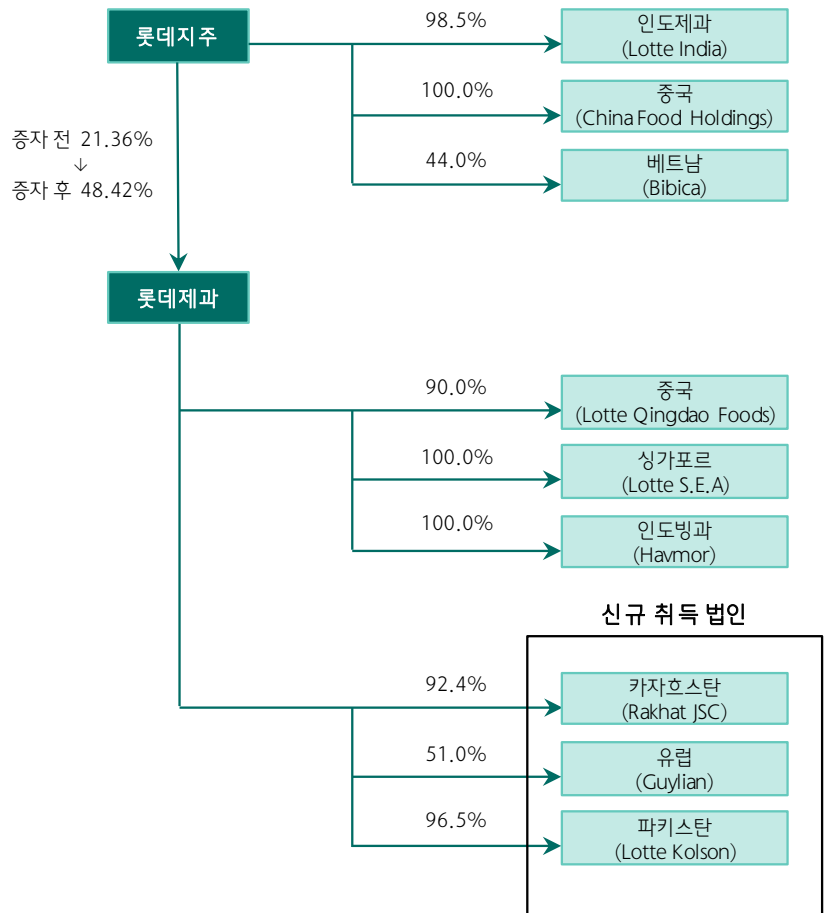 롯데지주
98.5%
인도제과
(Lotte India)
100.0%
중국
(China Food Holdings)
증자 전 21.36%
↓
증자 후 48.42%
44.0%
베트남
(Bibica)
롯데제과
90.0%
중국
(Lotte Qingdao Foods)
100.0%
싱가포르
(Lotte S.E.A)
100.0%
인도빙과
(Havmor)
신규 취득 법인
92.4%
카자흐스탄
(Rakhat JSC)
51.0%
유럽
(Guylian)
96.5%
파키스탄
(Lotte Kolson)